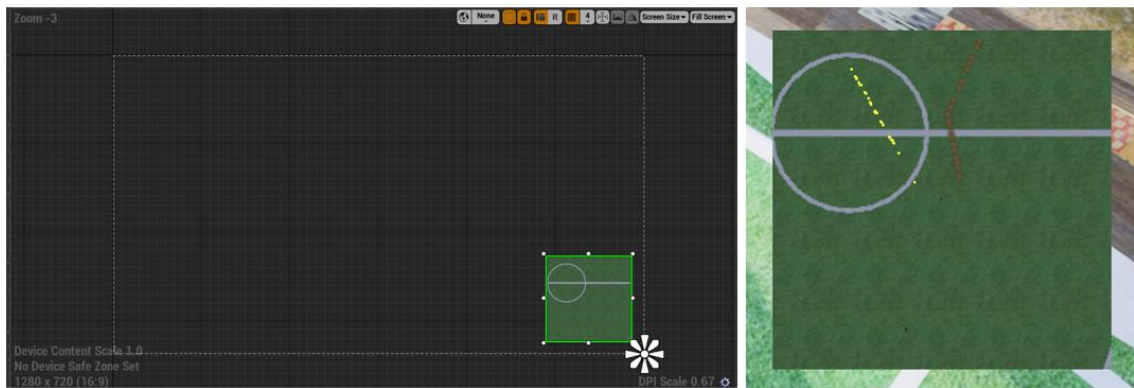 Zoom -3
None
R
4
Screen Size
Fill Screen
Device Content Scale 1.0
No Device Safe Zone Set
1280 x 720 (16:9)
DPI Scale 0.67